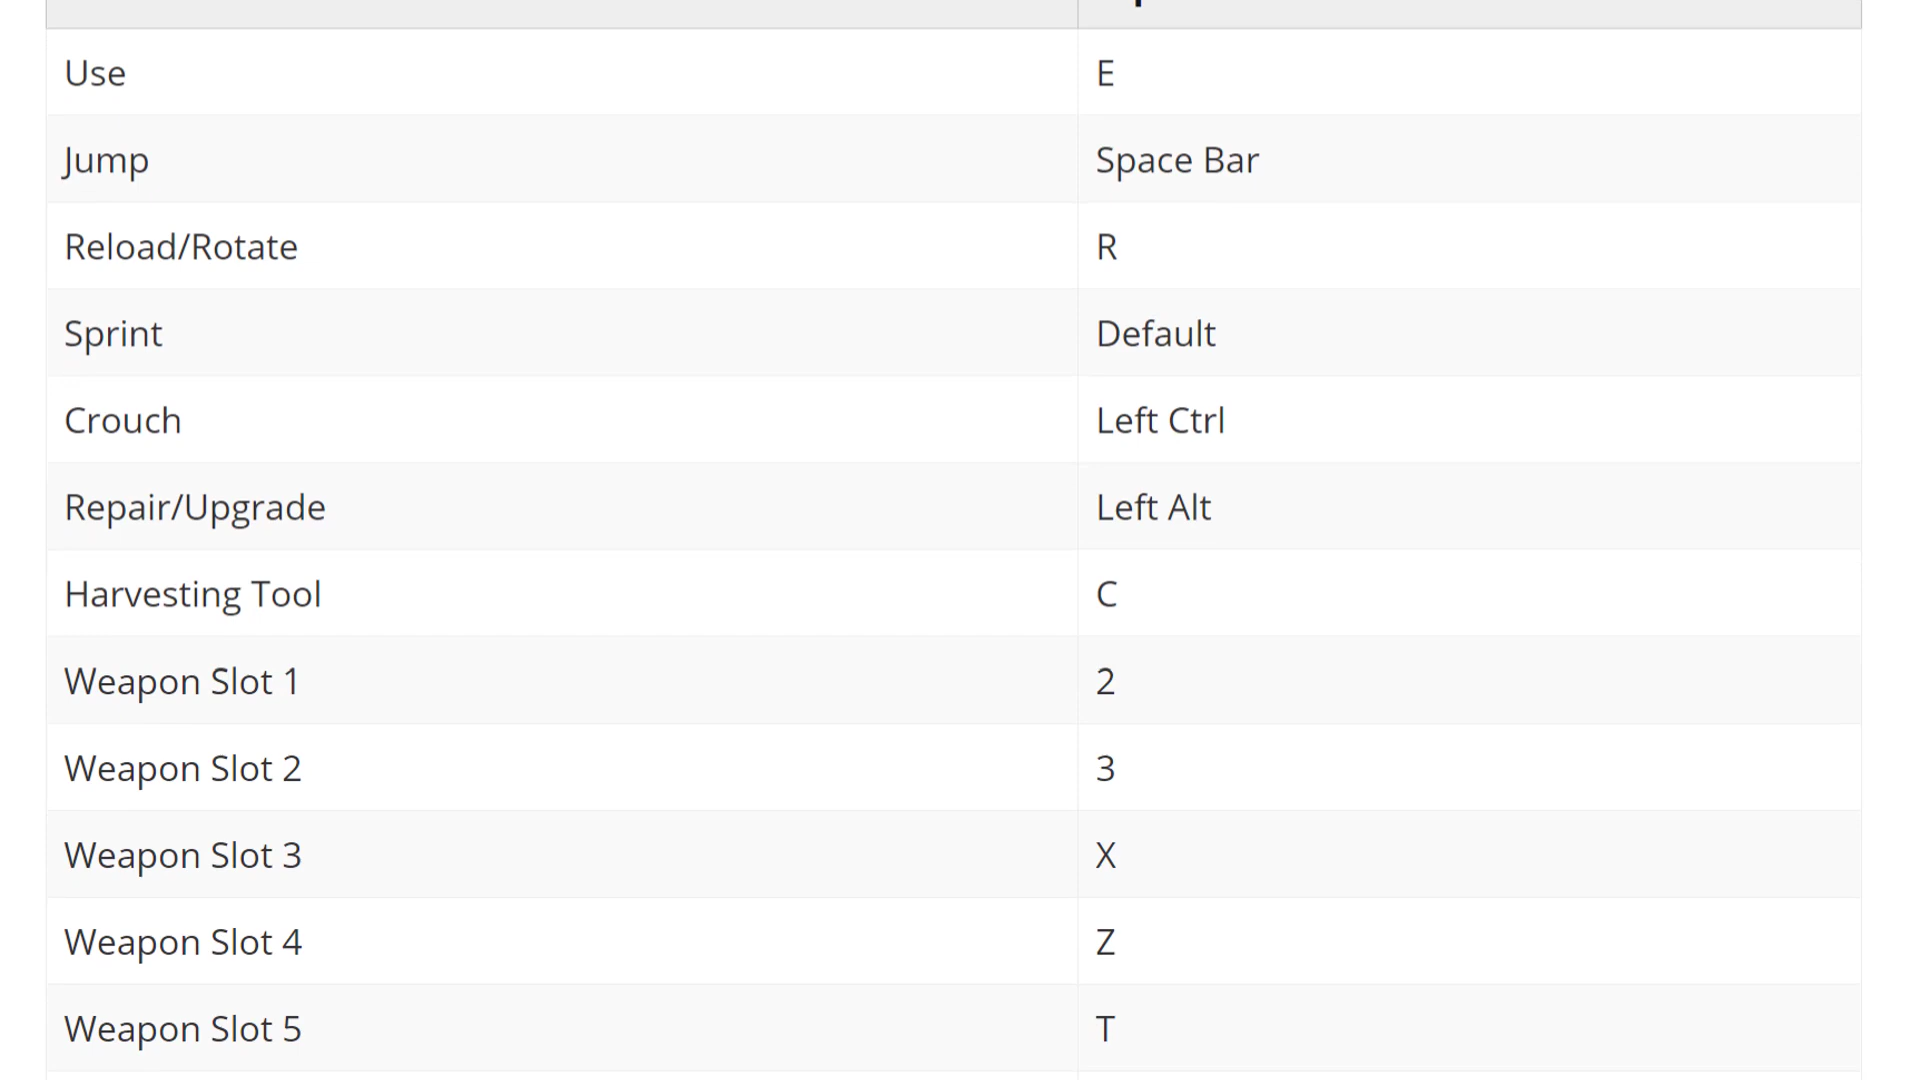 Use E
Jump Space Bar
Reload/Rotate R
Sprint Default
Crouch Left Ctrl
Repair/Upgrade Left Alt
Harvesting Tool C
Weapon Slot 1 2
Weapon Slot 2 3
Weapon Slot 3 X
Weapon Slot 4 Z
Weapon Slot 5 T